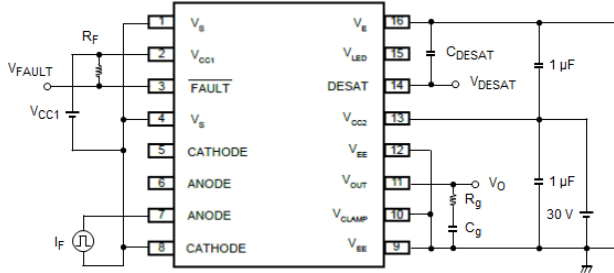 1 V_S V_E 16
R_F 2 V_CC1 V_LED 15 C_DESAT 1 µF
V_FAULT 3 FAULT DESAT 14 V_DESAT
V_CC1 4 V_S V_CC2 13
5 CATHODE V_EE 12
6 ANODE V_OUT 11 V_O 1 µF
7 ANODE V_CLAMP 10 R_g 30 V
I_F 8 CATHODE V_EE 9 C_g